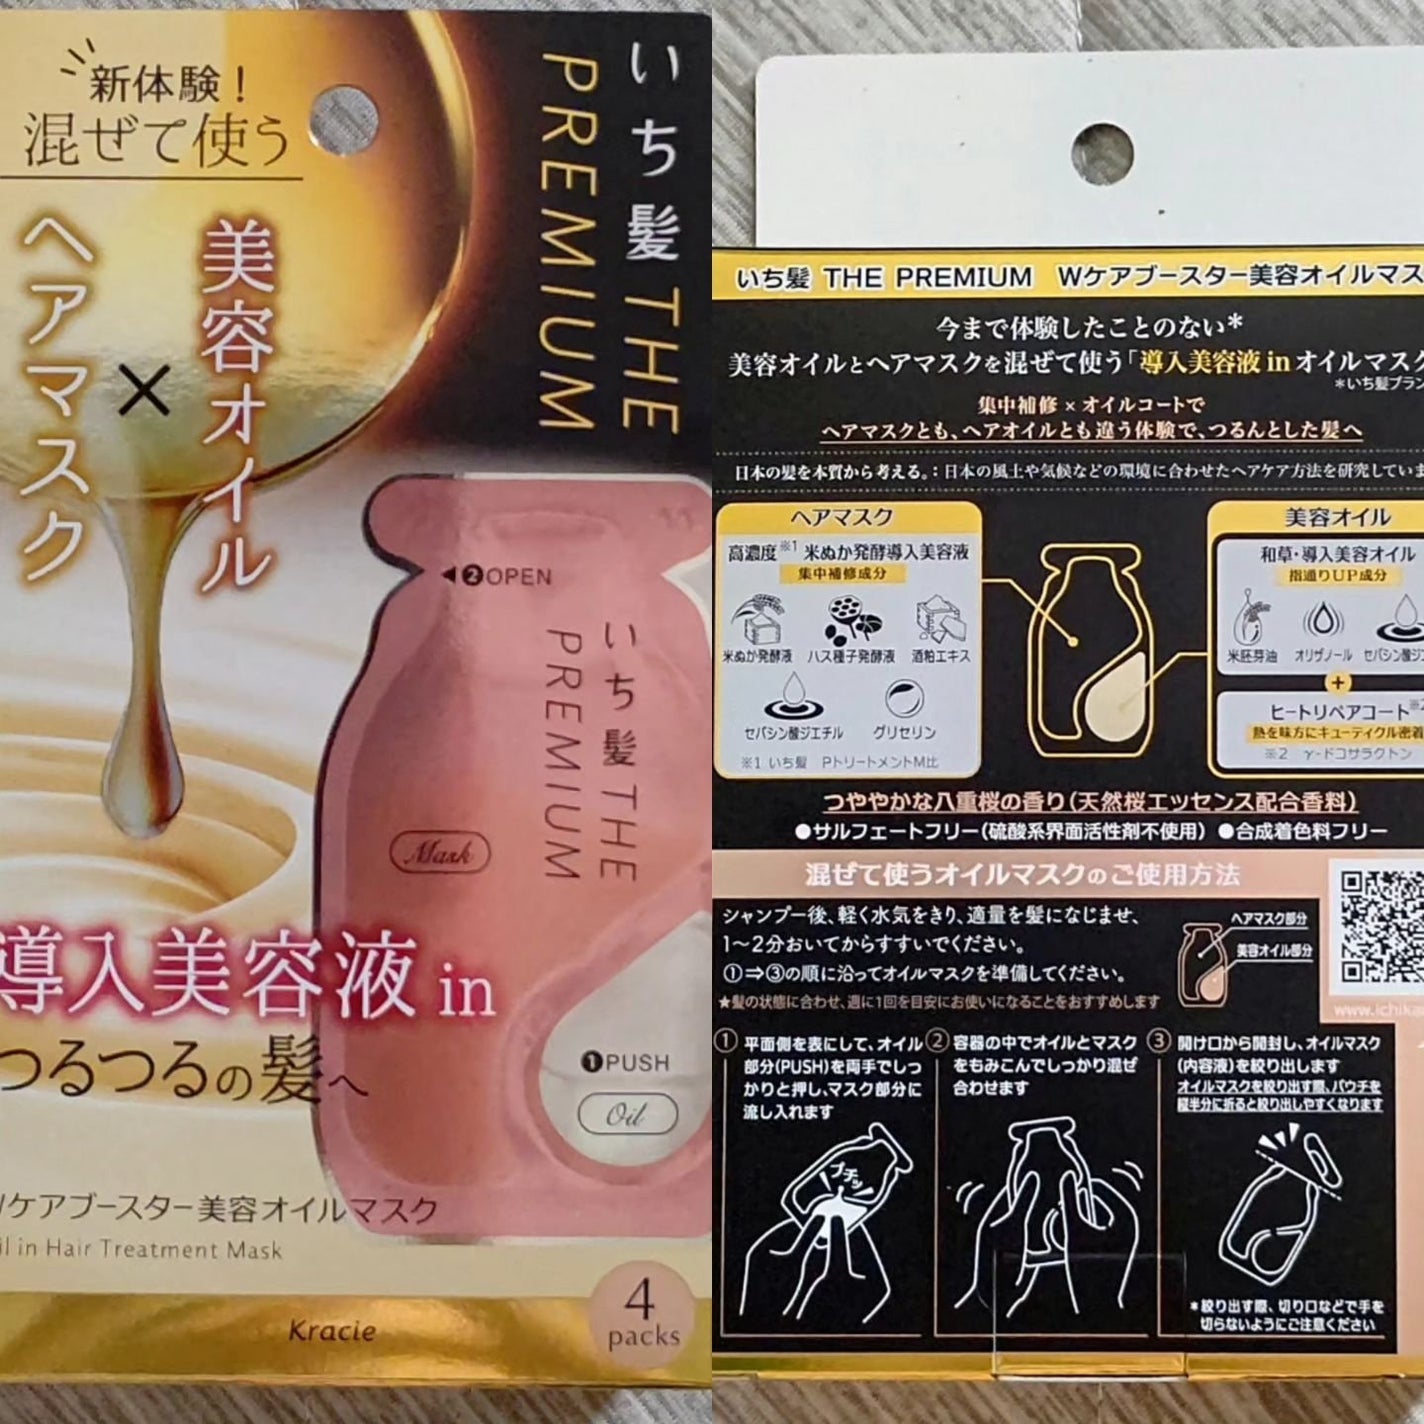 新体験！
混ぜて使う
美容オイル
×
ヘアマスク
いち髪 THE
PREMIUM
◀❷OPEN
いち髪 THE
PREMIUM
Mask
導入美容液 in
つるつるの髪へ
❶PUSH
Oil
Wケアブースター美容オイルマスク
il in Hair Treatment Mask
Kracie
4
packs
いち髪 THE PREMIUM Wケアブースター美容オイルマス
今まで体験したことのない*
美容オイルとヘアマスクを混ぜて使う「導入美容液 in オイルマスク
*いち髪ブラン
集中補修 × オイルコートで
ヘアマスクとも、ヘアオイルとも違う体験で、つるんとした髪へ
日本の髪を本質から考える。：日本の風土や気候などの環境に合わせたヘアケア方法を研究していま
ヘアマスク
高濃度※1 米ぬか発酵導入美容液
集中補修成分
米ぬか発酵液 ハス種子発酵液 酒粕エキス
セバシン酸ジエチル グリセリン
※1 いち髪 PトリートメントM比
美容オイル
和草・導入美容オイル
指通りUP成分
米胚芽油 オリザノール セバシン酸ジエ
+
ヒートリペアコート※2
熱を味方にキューティクル密着
※2 γ-ドコサラクトン
つややかな八重桜の香り（天然桜エッセンス配合香料）
●サルフェートフリー（硫酸系界面活性剤不使用） ●合成着色料フリー
混ぜて使うオイルマスクのご使用方法
シャンプー後、軽く水気をきり、適量を髪になじませ、
1～2分おいてからすすいでください。
①⇒③の順に沿ってオイルマスクを準備してください。
★髪の状態に合わせ、週に1回を目安にお使いになることをおすすめします
ヘアマスク部分
美容オイル部分
www.ichika
① 平面側を表にして、オイル
部分(PUSH)を両手でしっ
かりと押し、マスク部分に
流し入れます
プチッ
② 容器の中でオイルとマスク
をもみこんでしっかり混ぜ
合わせます
③ 開け口から開封し、オイルマスク
(内容液)を絞り出します
オイルマスクを絞り出す際、パウチを
縦半分に折ると絞り出しやすくなります
*絞り出す際、切り口などで手を
切らないようにご注意ください